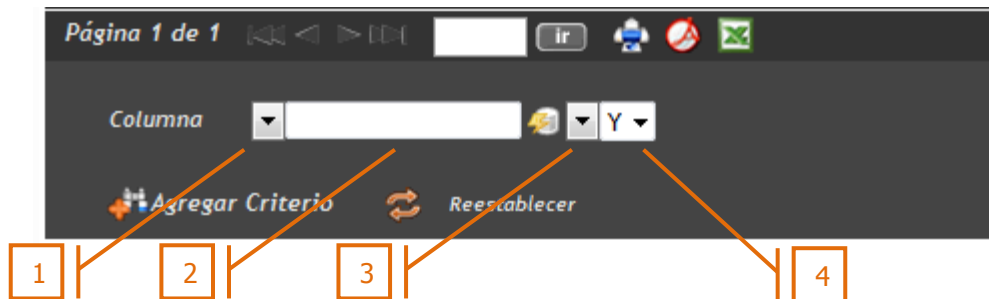 Página 1 de 1 ir
Columna Y
Agregar Criterio Reestablecer
1 2 3 4